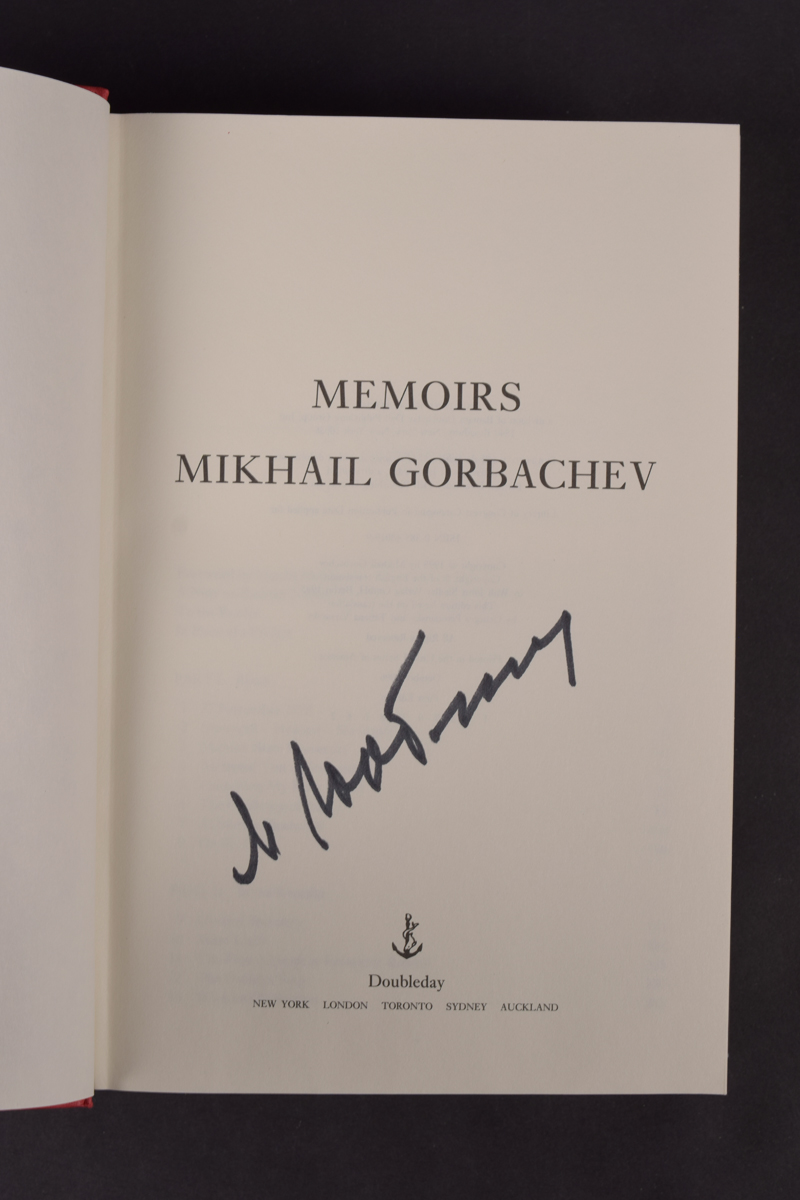 MEMOIRS
MIKHAIL GORBACHEV
Doubleday
NEW YORK LONDON TORONTO SYDNEY AUCKLAND